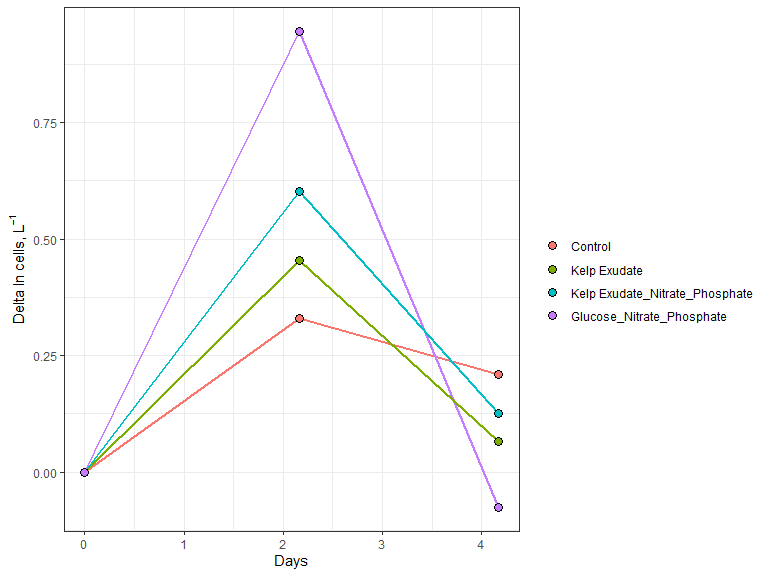 Delta ln cells, L⁻¹
0.75
0.50
0.25
0.00
0 1 2 3 4
Days
Control
Kelp Exudate
Kelp Exudate_Nitrate_Phosphate
Glucose_Nitrate_Phosphate